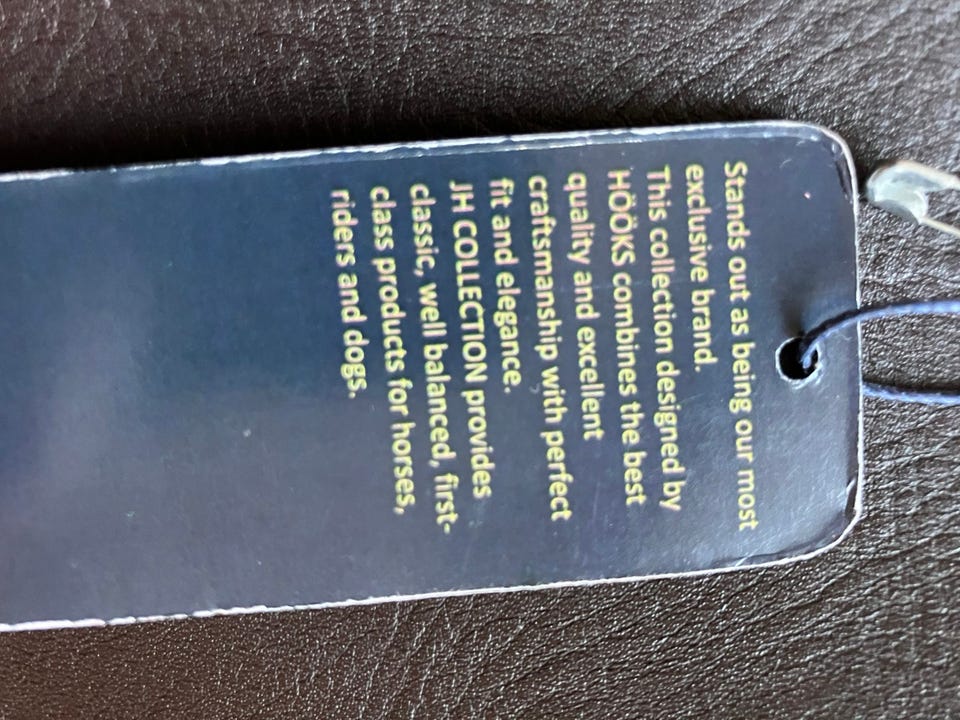 Stands out as being our most
exclusive brand.
This collection designed by
HÖÖKS combines the best
quality and excellent
craftsmanship with perfect
fit and elegance.
JH COLLECTION provides
classic, well balanced, first-
class products for horses,
riders and dogs.